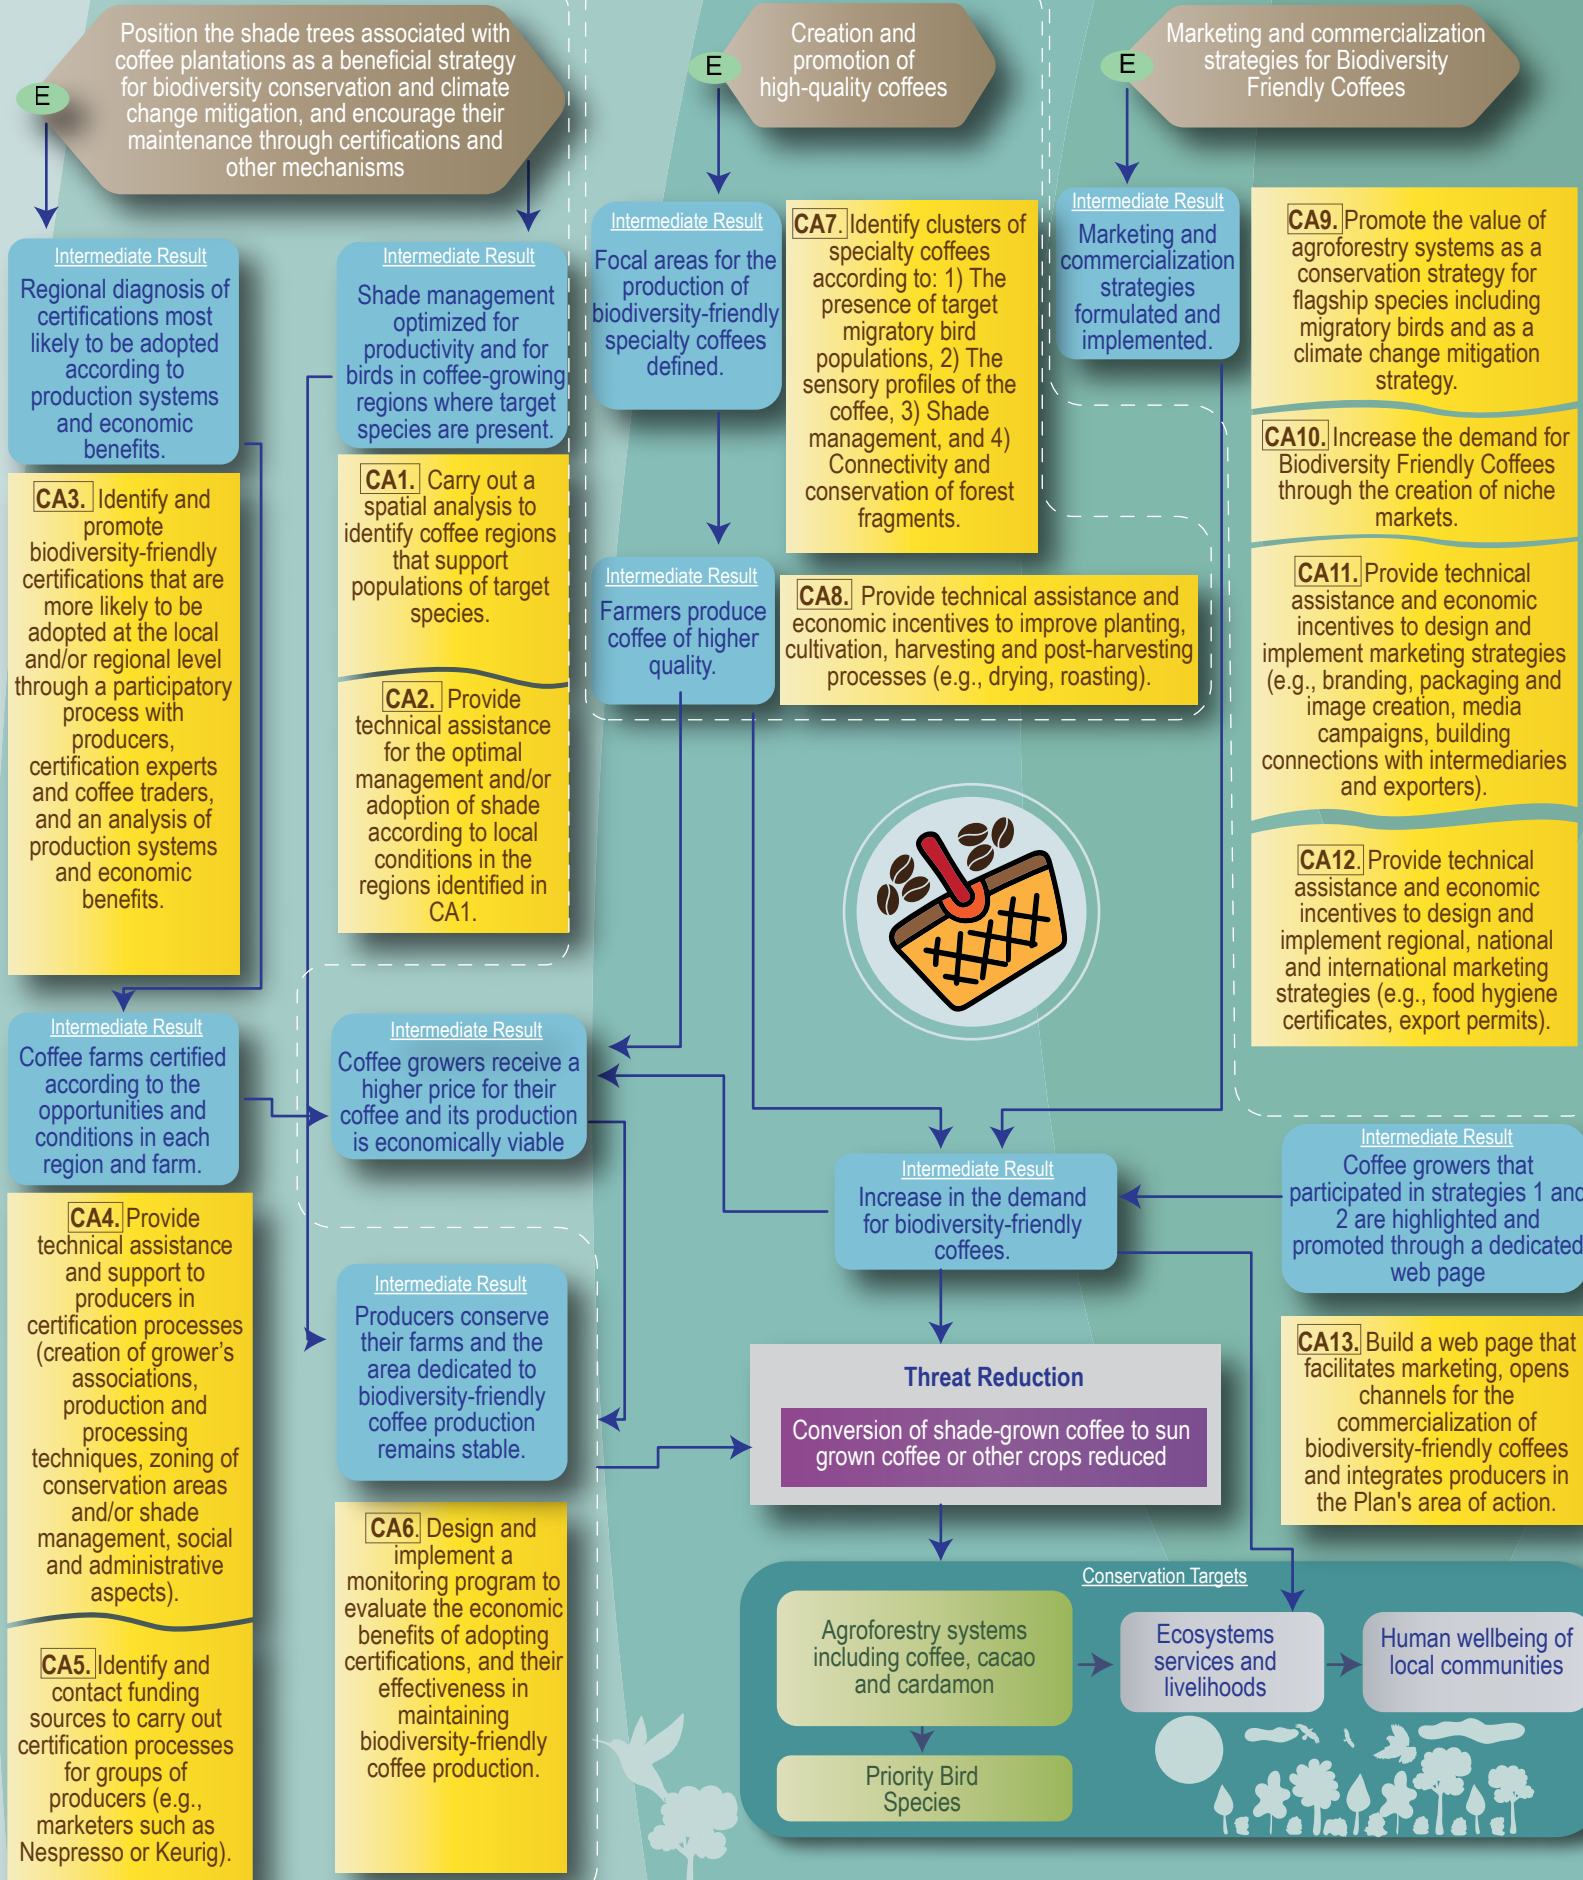 E
Position the shade trees associated with
coffee plantations as a beneficial strategy
for biodiversity conservation and climate
change mitigation, and encourage their
maintenance through certifications and
other mechanisms
Intermediate Result
Regional diagnosis of
certifications most
likely to be adopted
according to
production systems
and economic
benefits.
CA3. Identify and
promote
biodiversity-friendly
certifications that are
more likely to be
adopted at the local
and/or regional level
through a participatory
process with
producers,
certification experts
and coffee traders,
and an analysis of
production systems
and economic
benefits.
Intermediate Result
Coffee farms certified
according to the
opportunities and
conditions in each
region and farm.
CA4. Provide
technical assistance
and support to
producers in
certification processes
(creation of grower's
associations,
production and
processing
techniques, zoning of
conservation areas
and/or shade
management, social
and administrative
aspects).
CA5. Identify and
contact funding
sources to carry out
certification processes
for groups of
producers (e.g.,
marketers such as
Nespresso or Keurig).
Intermediate Result
Shade management
optimized for
productivity and for
birds in coffee-growing
regions where target
species are present.
CA1. Carry out a
spatial analysis to
identify coffee regions
that support
populations of target
species.
CA2. Provide
technical assistance
for the optimal
management and/or
adoption of shade
according to local
conditions in the
regions identified in
CA1.
Intermediate Result
Coffee growers receive a
higher price for their
coffee and its production
is economically viable
Intermediate Result
Producers conserve
their farms and the
area dedicated to
biodiversity-friendly
coffee production
remains stable.
CA6. Design and
implement a
monitoring program to
evaluate the economic
benefits of adopting
certifications, and their
effectiveness in
maintaining
biodiversity-friendly
coffee production.
E
Creation and
promotion of
high-quality coffees
Intermediate Result
Focal areas for the
production of
biodiversity-friendly
specialty coffees
defined.
CA7. Identify clusters of
specialty coffees
according to: 1) The
presence of target
migratory bird
populations, 2) The
sensory profiles of the
coffee, 3) Shade
management, and 4)
Connectivity and
conservation of forest
fragments.
Intermediate Result
Farmers produce
coffee of higher
quality.
CA8. Provide technical assistance and
economic incentives to improve planting,
cultivation, harvesting and post-harvesting
processes (e.g., drying, roasting).
E
Marketing and commercialization
strategies for Biodiversity
Friendly Coffees
Intermediate Result
Marketing and
commercialization
strategies
formulated and
implemented.
CA9. Promote the value of
agroforestry systems as a
conservation strategy for
flagship species including
migratory birds and as a
climate change mitigation
strategy.
CA10. Increase the demand for
Biodiversity Friendly Coffees
through the creation of niche
markets.
CA11. Provide technical
assistance and economic
incentives to design and
implement marketing strategies
(e.g., branding, packaging and
image creation, media
campaigns, building
connections with intermediaries
and exporters).
CA12. Provide technical
assistance and economic
incentives to design and
implement regional, national
and international marketing
strategies (e.g., food hygiene
certificates, export permits).
Intermediate Result
Increase in the demand
for biodiversity-friendly
coffees.
Intermediate Result
Coffee growers that
participated in strategies 1 and
2 are highlighted and
promoted through a dedicated
web page
CA13. Build a web page that
facilitates marketing, opens
channels for the
commercialization of
biodiversity-friendly coffees
and integrates producers in
the Plan's area of action.
Threat Reduction
Conversion of shade-grown coffee to sun
grown coffee or other crops reduced
Conservation Targets
Agroforestry systems
including coffee, cacao
and cardamon
Ecosystems
services and
livelihoods
Human wellbeing of
local communities
Priority Bird
Species